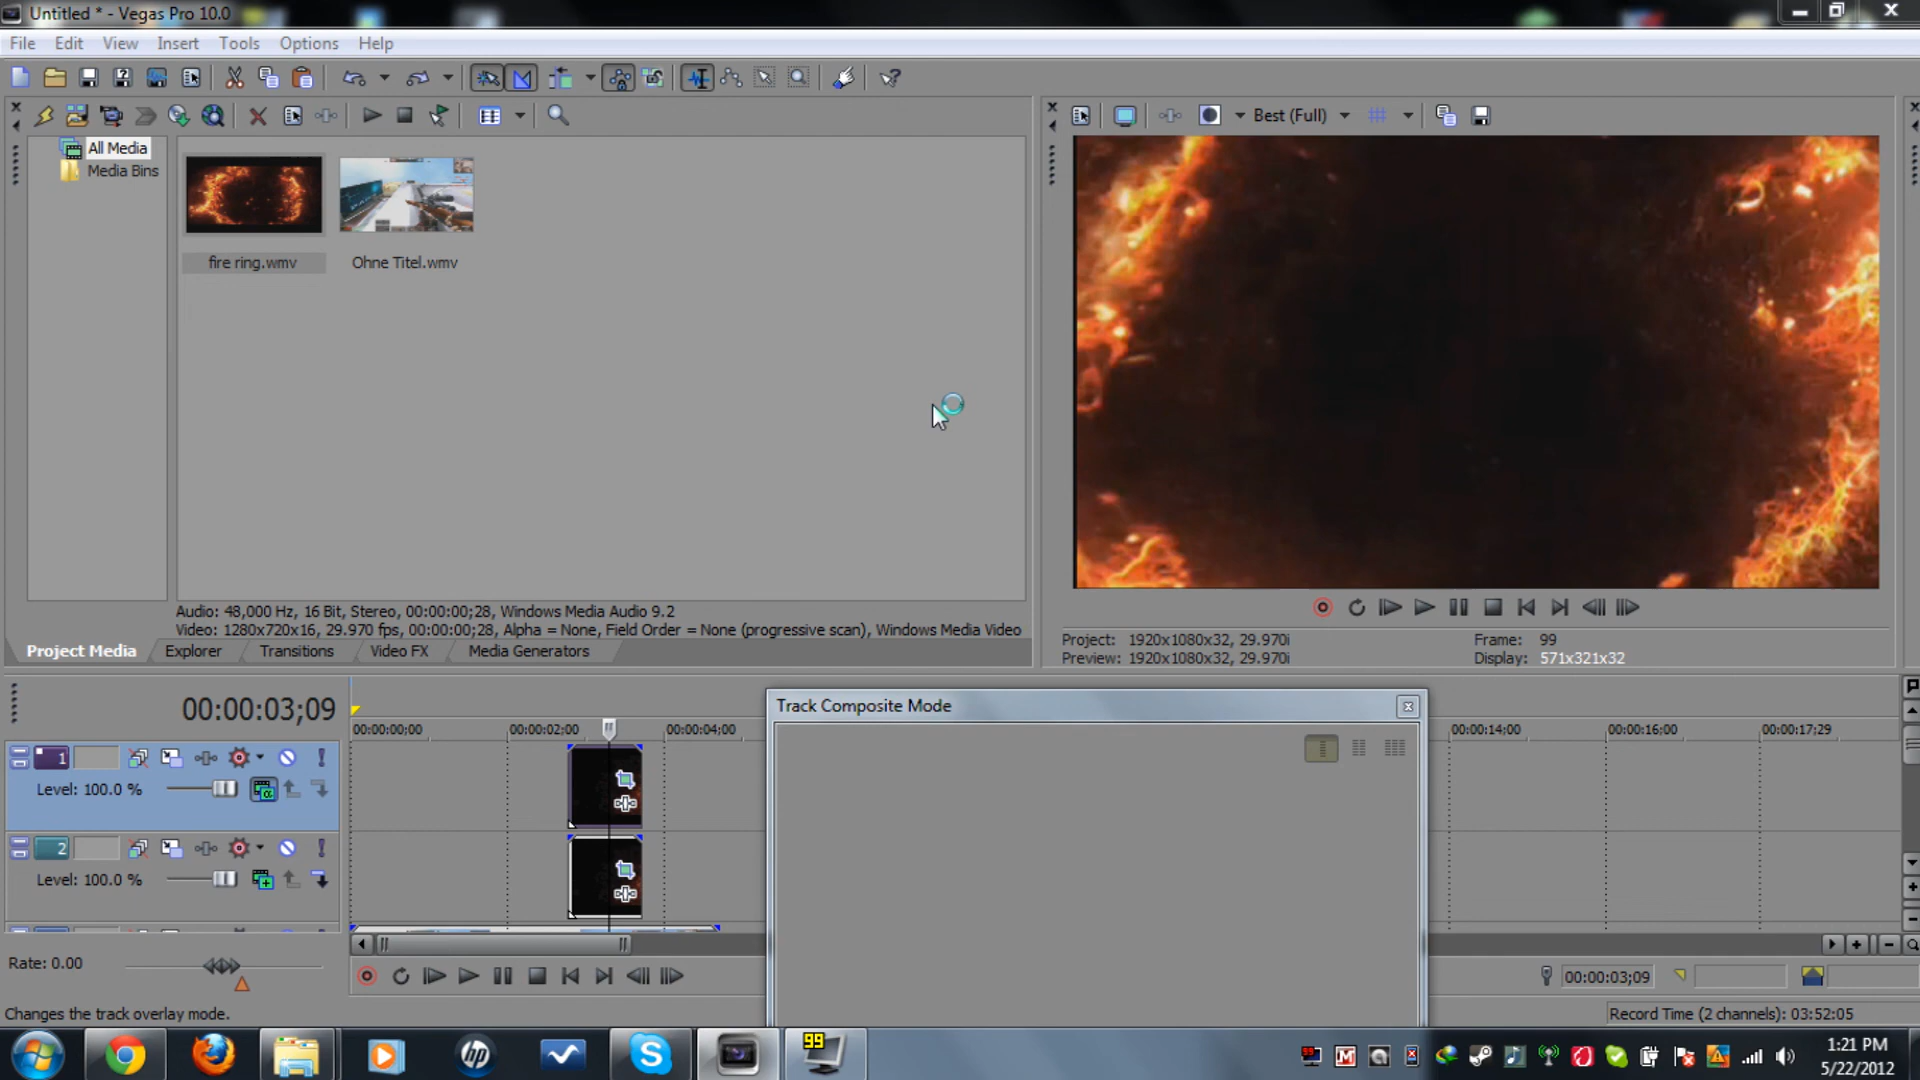 Untitled * - Vegas Pro 10.0
File Edit View Insert Tools Options Help
Best (Full)
All Media
Media Bins
fire ring.wmv
Ohne Titel.wmv
Audio: 48,000 Hz, 16 Bit, Stereo, 00:00:00;28, Windows Media Audio 9.2
Video: 1280x720x16, 29.970 fps, 00:00:00;28, Alpha = None, Field Order = None (progressive scan), Windows Media Video
Project Media Explorer Transitions Video FX Media Generators
Project: 1920x1080x32, 29.970i Frame: 99
Preview: 1920x1080x32, 29.970i Display: 571x321x32
00:00:03;09
Track Composite Mode
00:00:00;00 00:00:02;00 00:00:04;00 00:00:14;00 00:00:16;00 00:00:17;29
1
Level: 100.0 %
2
Level: 100.0 %
Rate: 0.00
00:00:03;09
Changes the track overlay mode.
Record Time (2 channels): 03:52:05
99
1:21 PM
5/22/2012